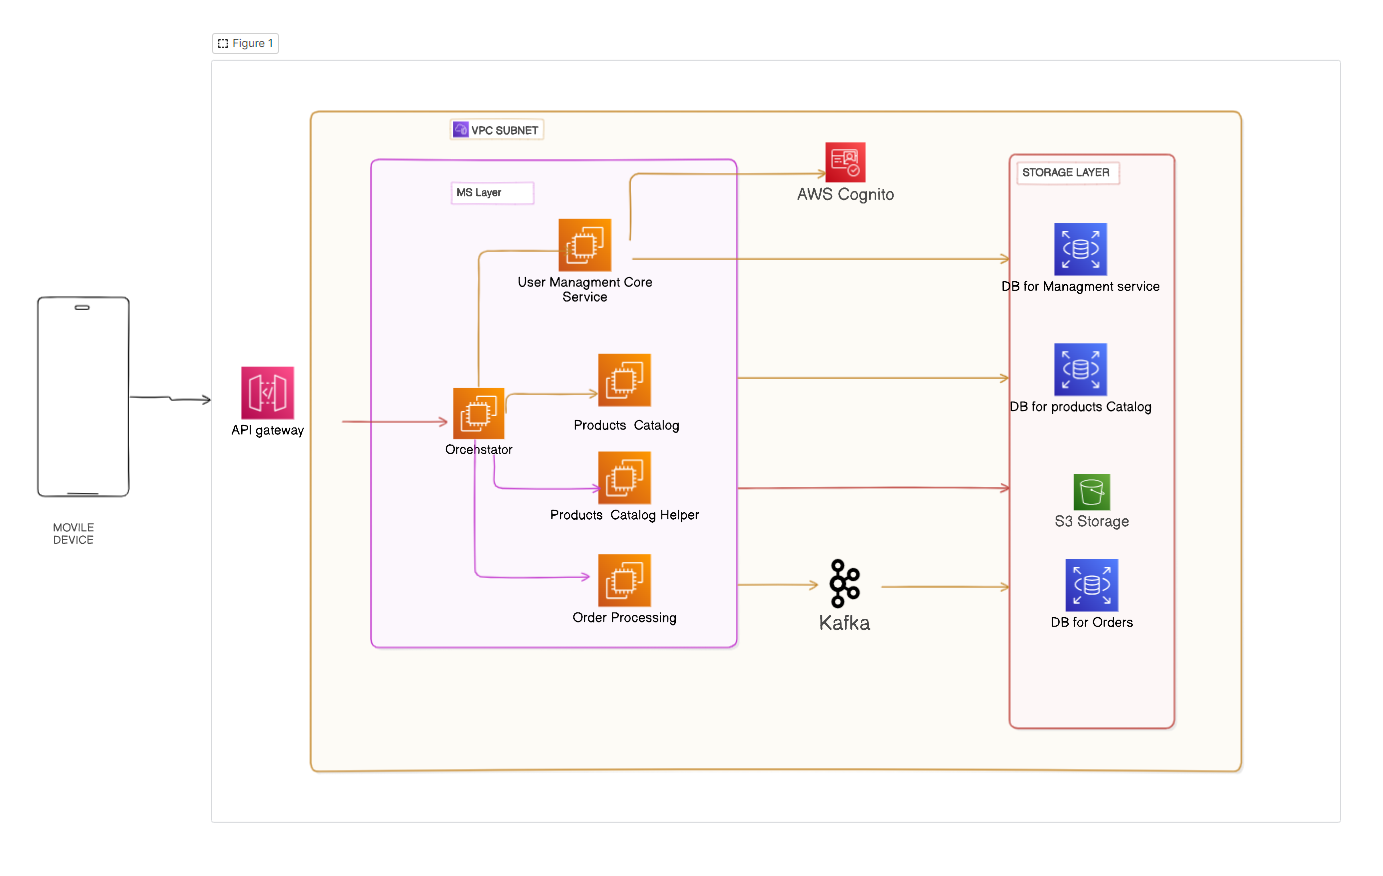 Figure 1
VPC SUBNET
MS Layer
AWS Cognito
STORAGE LAYER
User Managment Core
Service
DB for Managment service
API gateway
Orcenstator
Products Catalog
DB for products Catalog
Products Catalog Helper
S3 Storage
MOVILE
DEVICE
Order Processing
Kafka
DB for Orders